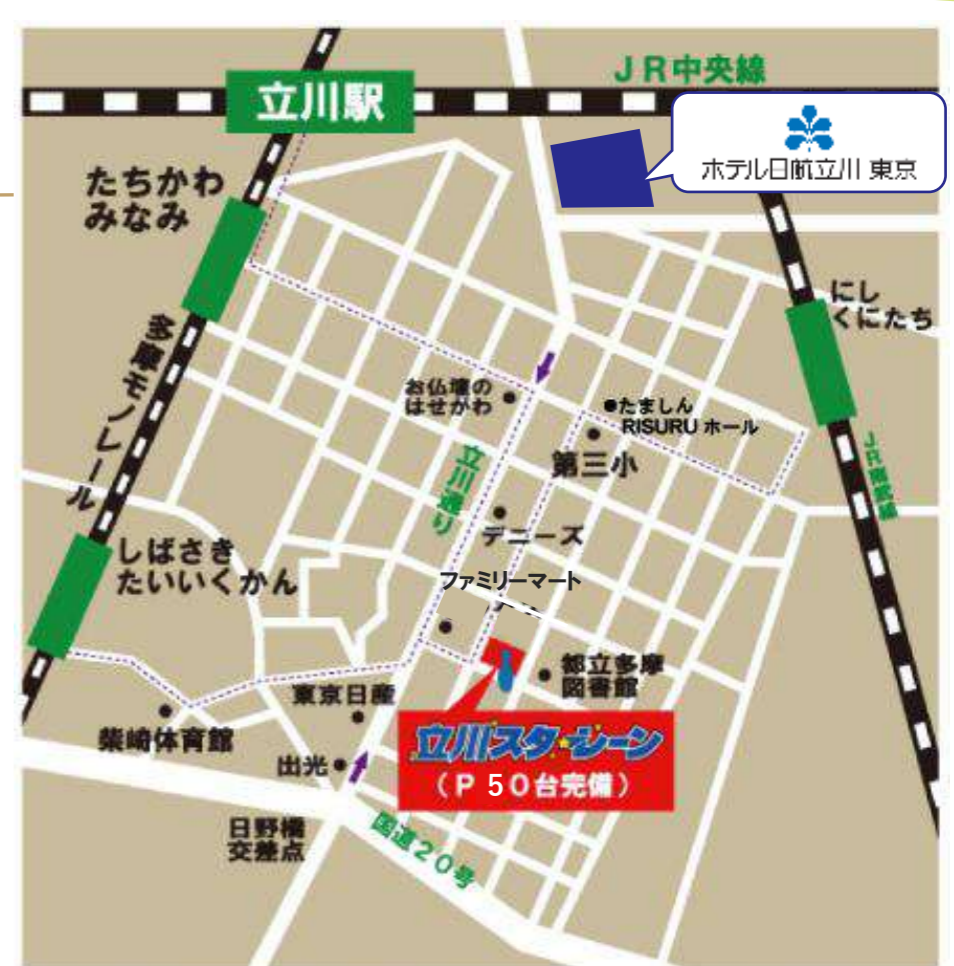 JR中央線
立川駅
ホテル日航立川 東京
たちかわ
みなみ
にし
くにたち
多摩モノレール
お仏壇の
はせがわ
たましん
RISURU ホール
第三小
立川通り
JR南武線
デニーズ
しばさき
たいいくかん
ファミリーマート
都立多摩
図書館
東京日産
柴崎体育館
立川スターレーン
(P 50台完備)
出光
日野橋
交差点
国道20号